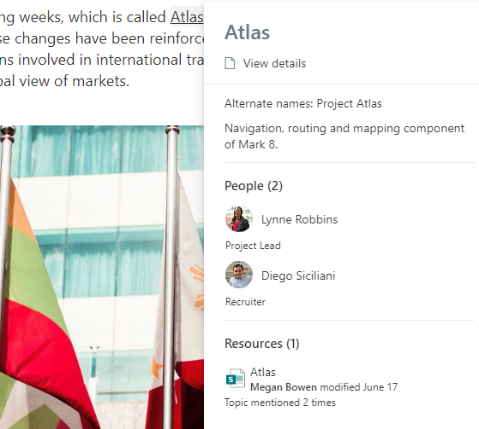 ng weeks, which is called Atlas
se changes have been reinforce
ns involved in international tra
bal view of markets.
Atlas
View details
Alternate names: Project Atlas
Navigation, routing and mapping component
of Mark 8.
People (2)
Lynne Robbins
Project Lead
Diego Siciliani
Recruiter
Resources (1)
Atlas
Megan Bowen modified June 17
Topic mentioned 2 times